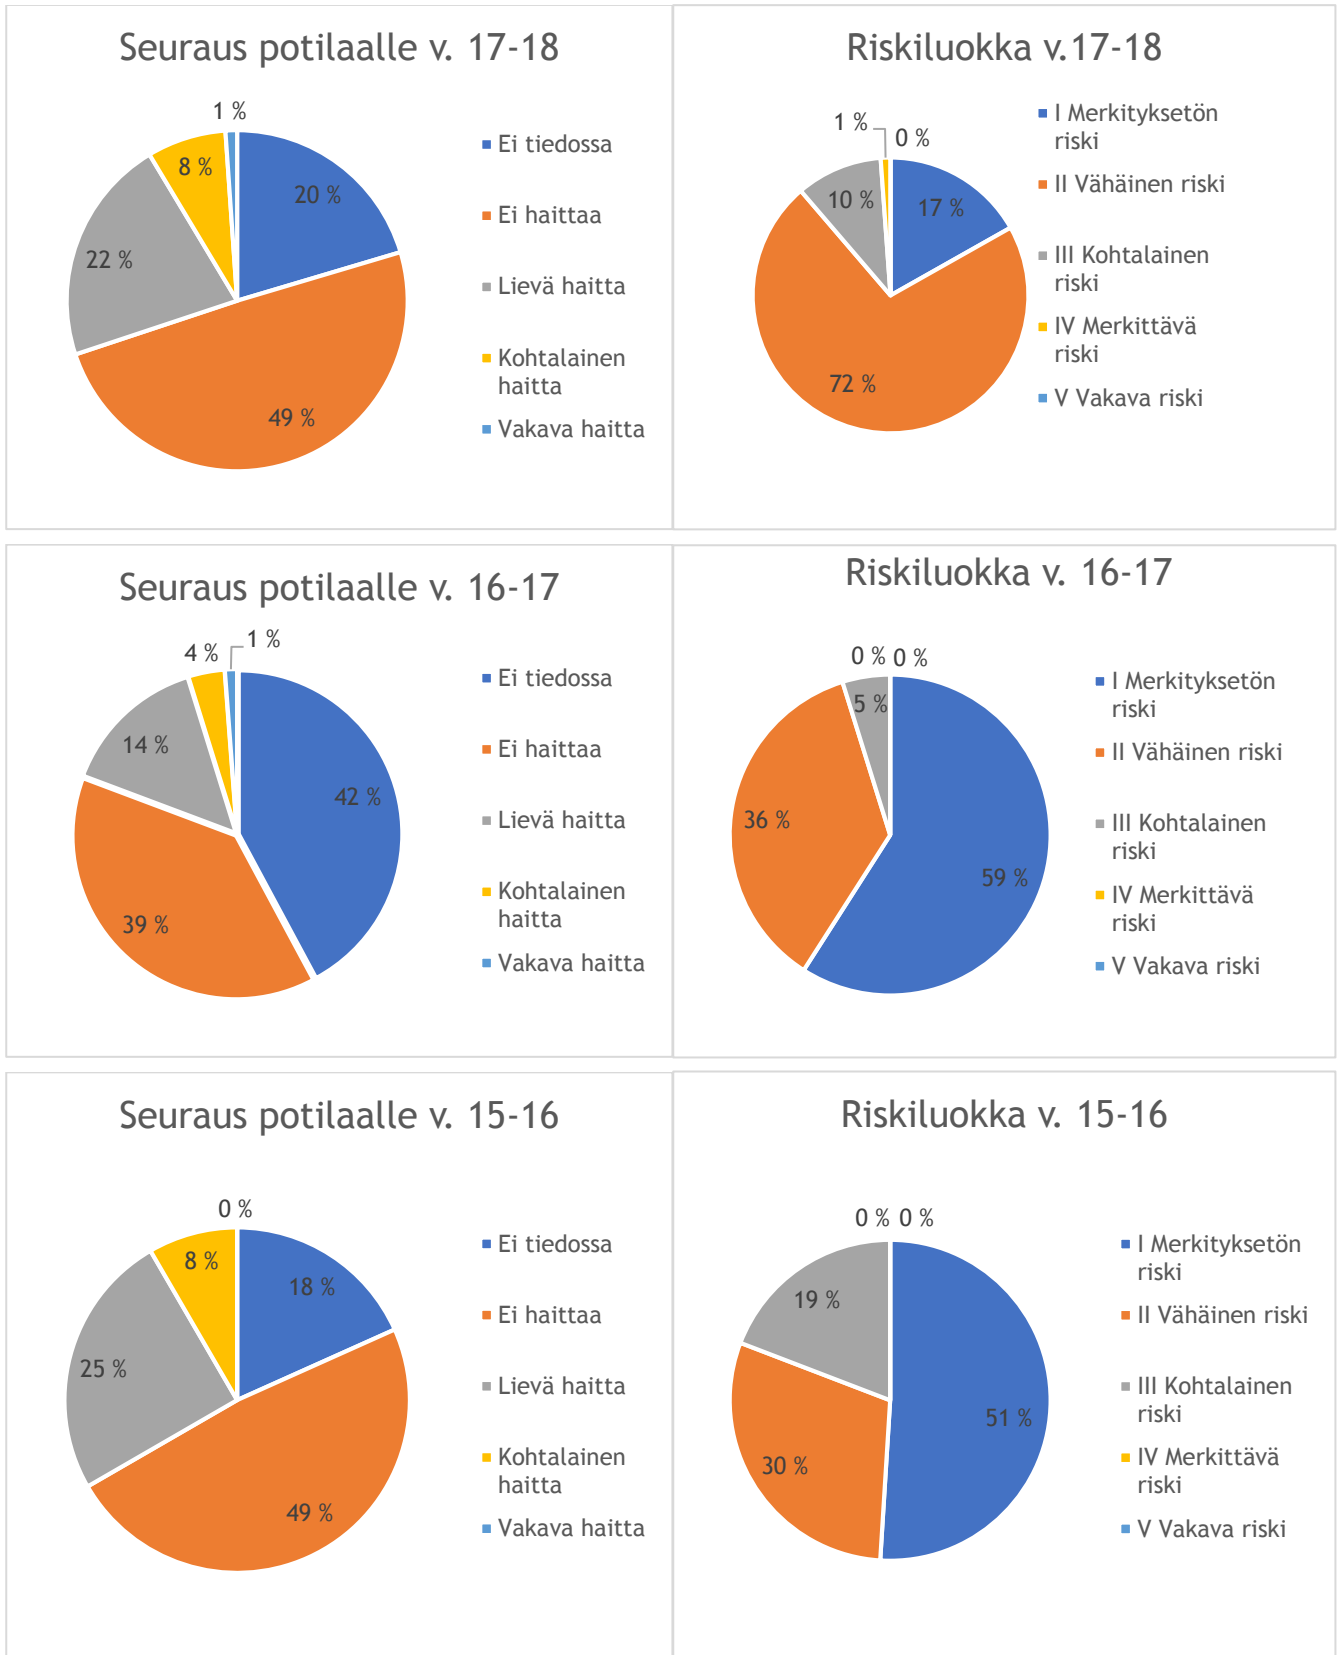 Seuraus potilaalle v. 17-18
1 %
8 %
20 %
22 %
49 %
Ei tiedossa
Ei haittaa
Lievä haitta
Kohtalainen
haitta
Vakava haitta
Riskiluokka v.17-18
1 %
0 %
10 %
17 %
72 %
I Merkityksetön
riski
II Vähäinen riski
III Kohtalainen
riski
IV Merkittävä
riski
V Vakava riski
Seuraus potilaalle v. 16-17
4 %
1 %
14 %
42 %
39 %
Ei tiedossa
Ei haittaa
Lievä haitta
Kohtalainen
haitta
Vakava haitta
Riskiluokka v. 16-17
0 % 0 %
5 %
36 %
59 %
I Merkityksetön
riski
II Vähäinen riski
III Kohtalainen
riski
IV Merkittävä
riski
V Vakava riski
Seuraus potilaalle v. 15-16
0 %
8 %
18 %
25 %
49 %
Ei tiedossa
Ei haittaa
Lievä haitta
Kohtalainen
haitta
Vakava haitta
Riskiluokka v. 15-16
0 % 0 %
19 %
51 %
30 %
I Merkityksetön
riski
II Vähäinen riski
III Kohtalainen
riski
IV Merkittävä
riski
V Vakava riski